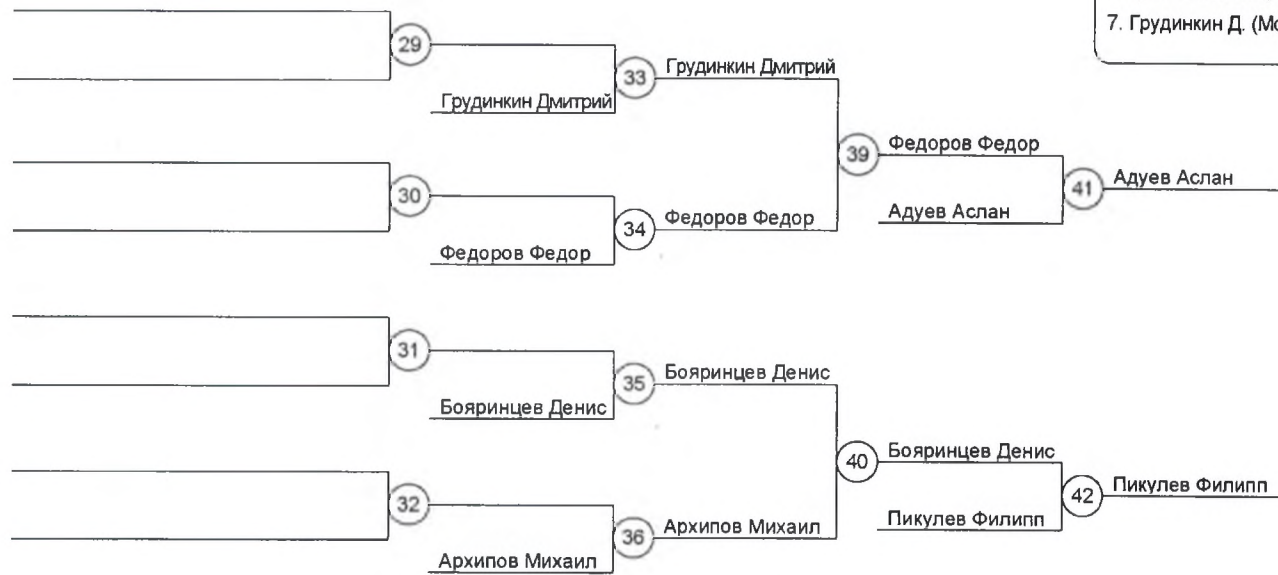 7. Грудинкин Д. (Мо
29
33
Грудинкин Дмитрий
Грудинкин Дмитрий
39
Федоров Федор
30
41
Адуев Аслан
34
Федоров Федор
Адуев Аслан
Федоров Федор
31
35
Бояринцев Денис
Бояринцев Денис
40
Бояринцев Денис
32
42
Пикулев Филипп
36
Архипов Михаил
Пикулев Филипп
Архипов Михаил